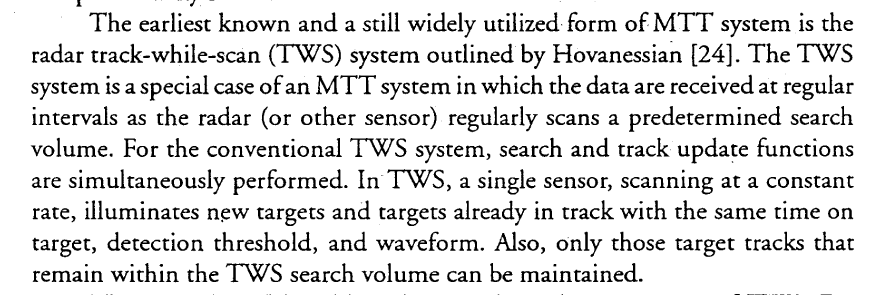 The earliest known and a still widely utilized form of MTT system is the
radar track-while-scan (TWS) system outlined by Hovanessian [24]. The TWS
system is a special case of an MTT system in which the data are received at regular
intervals as the radar (or other sensor) regularly scans a predetermined search
volume. For the conventional TWS system, search and track update functions
are simultaneously performed. In TWS, a single sensor, scanning at a constant
rate, illuminates new targets and targets already in track with the same time on
target, detection threshold, and waveform. Also, only those target tracks that
remain within the TWS search volume can be maintained.